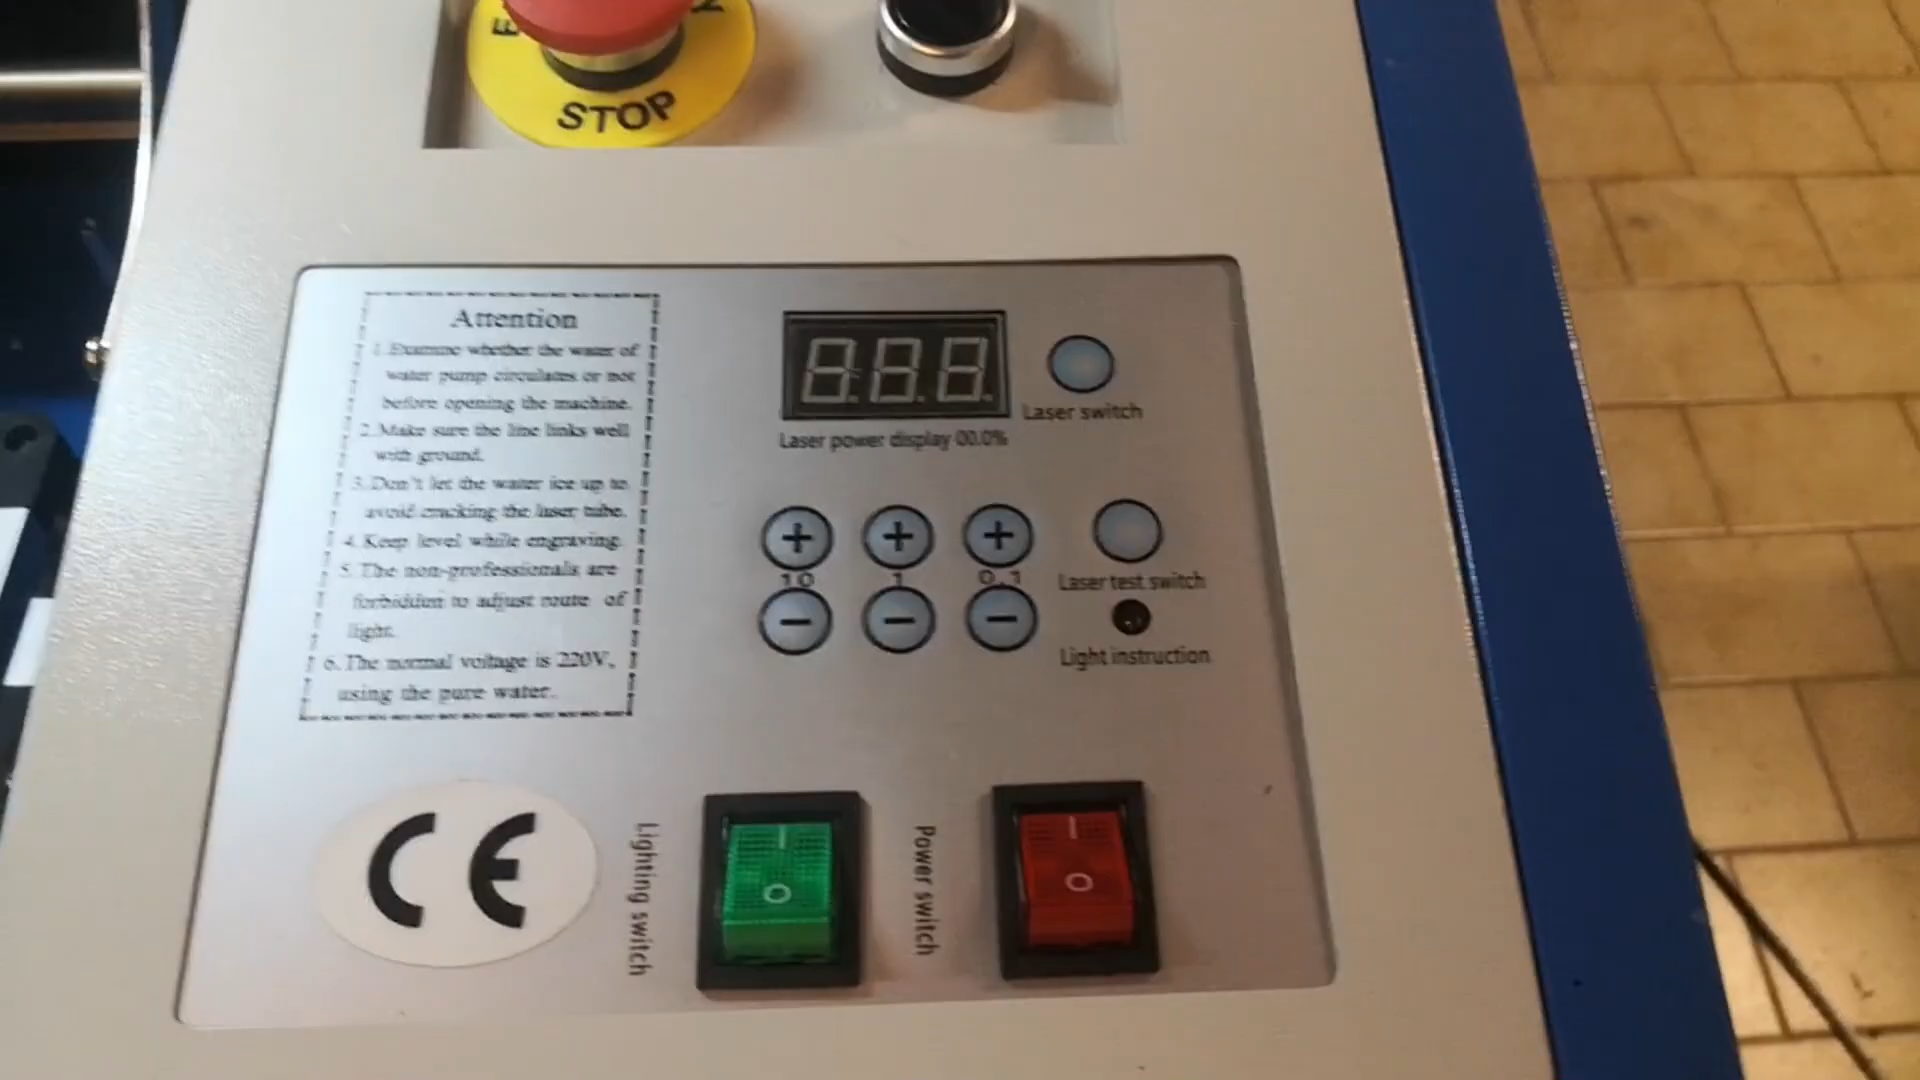 STOP
Attention
1. Examine whether the water of
water pump circulates or not
before opening the machine.
2. Make sure the line links well
with ground.
3. Don't let the water ice up to
avoid cracking the laser tube.
4. Keep level while engraving.
5. The non-professionals are
forbidden to adjust route of
light.
6. The normal voltage is 220V,
using the pure water.
Laser switch
Laser power display 00.0%
+ + +
10 1 0.1
- - -
Laser test switch
Light instruction
CE
Lighting switch
Power switch